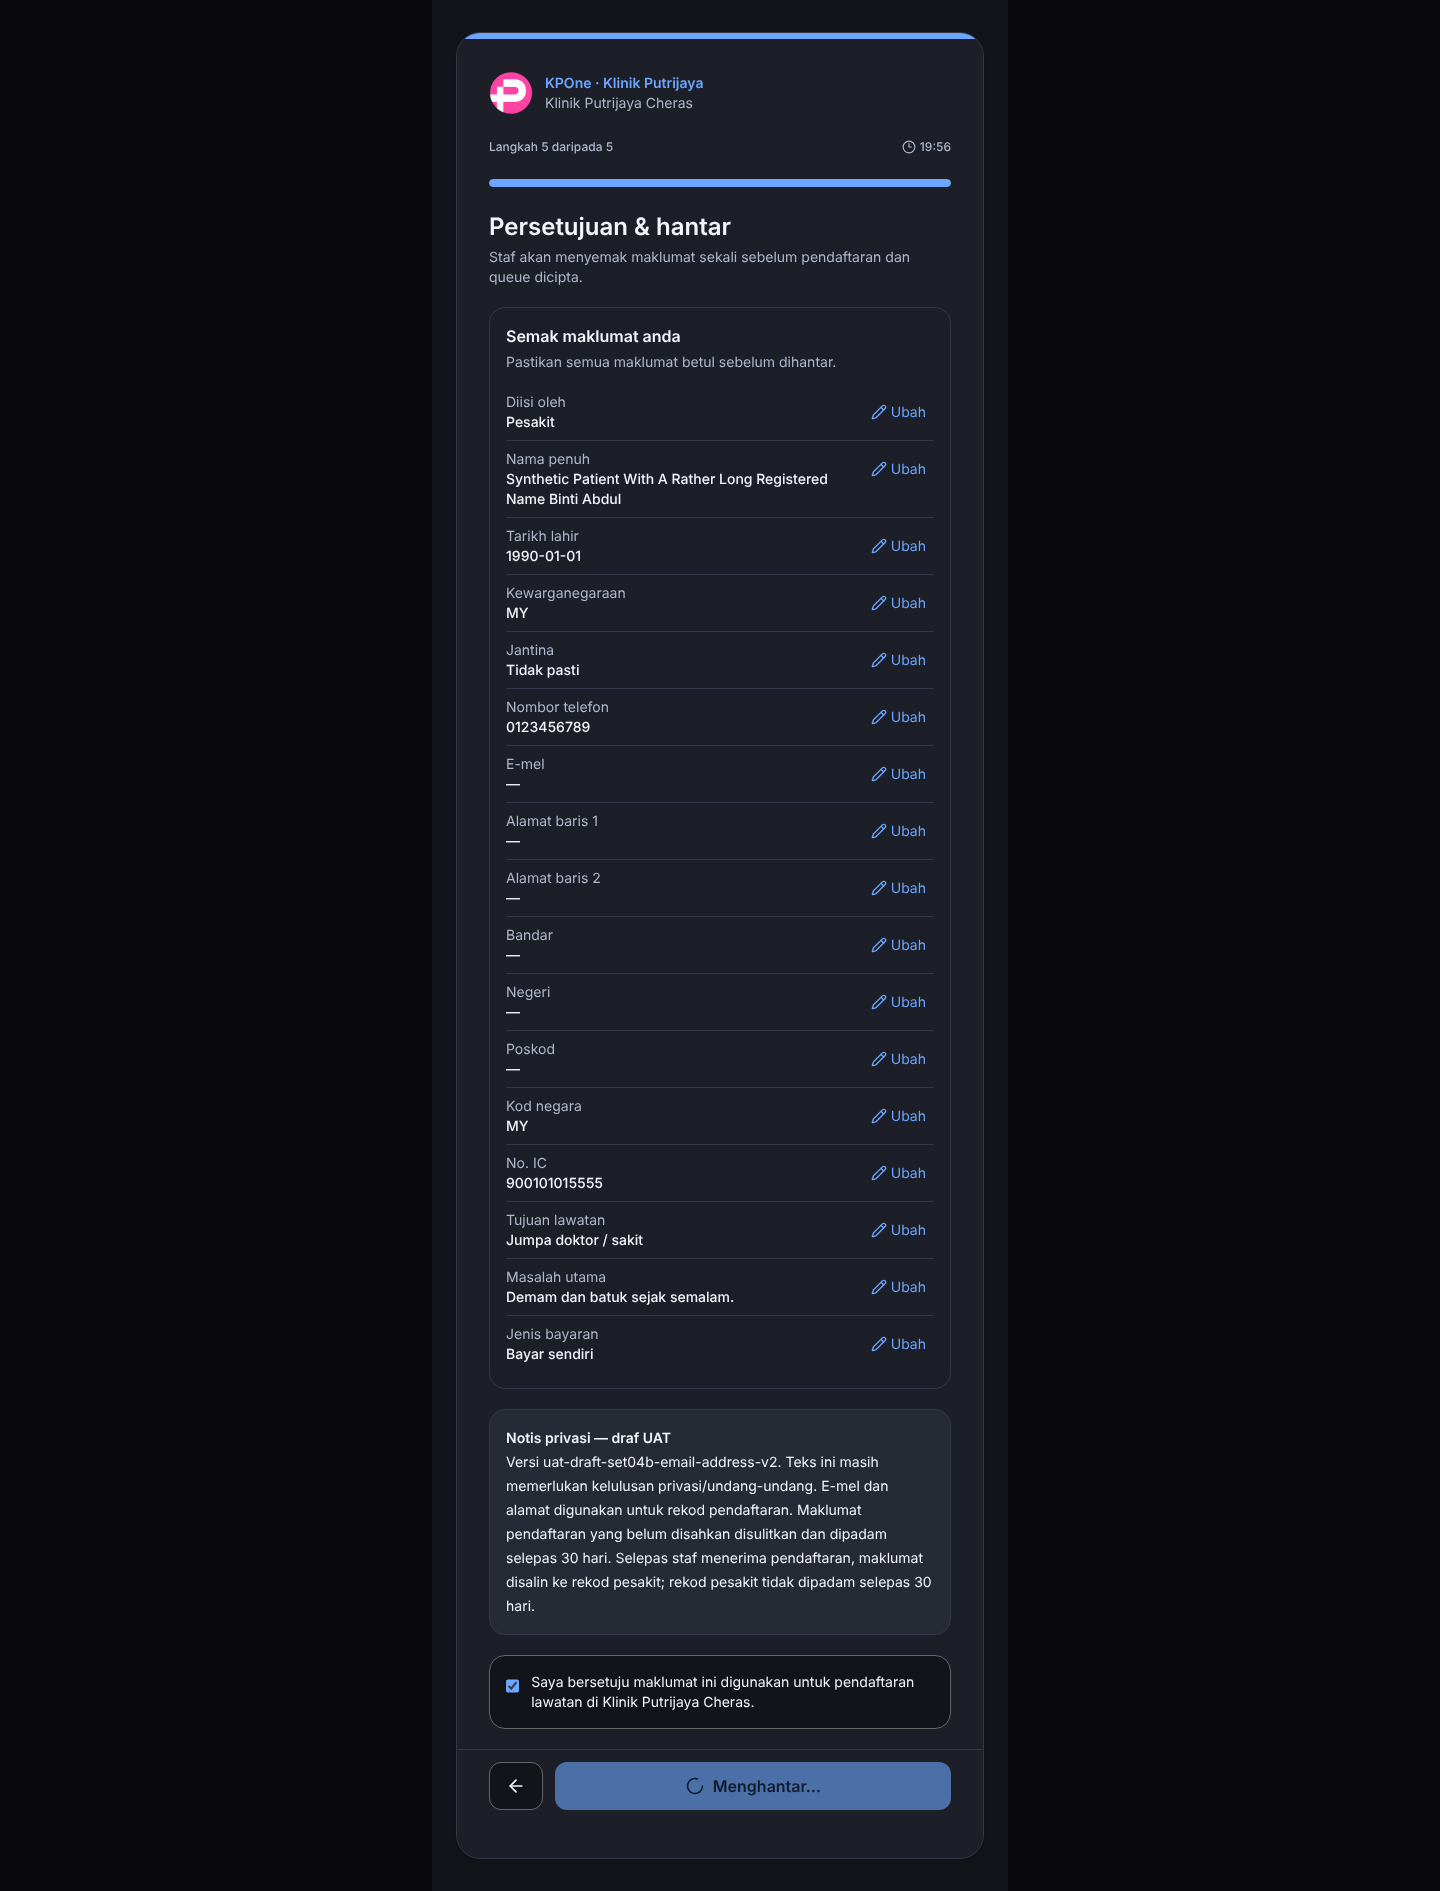 KPOne · Klinik Putrijaya
Klinik Putrijaya Cheras
Langkah 5 daripada 5
19:56
Persetujuan & hantar
Staf akan menyemak maklumat sekali sebelum pendaftaran dan
queue dicipta.
Semak maklumat anda
Pastikan semua maklumat betul sebelum dihantar.
Diisi oleh
Pesakit
Ubah
Nama penuh
Synthetic Patient With A Rather Long Registered
Name Binti Abdul
Ubah
Tarikh lahir
1990-01-01
Ubah
Kewarganegaraan
MY
Ubah
Jantina
Tidak pasti
Ubah
Nombor telefon
0123456789
Ubah
E-mel
—
Ubah
Alamat baris 1
—
Ubah
Alamat baris 2
—
Ubah
Bandar
—
Ubah
Negeri
—
Ubah
Poskod
—
Ubah
Kod negara
MY
Ubah
No. IC
900101015555
Ubah
Tujuan lawatan
Jumpa doktor / sakit
Ubah
Masalah utama
Demam dan batuk sejak semalam.
Ubah
Jenis bayaran
Bayar sendiri
Ubah
Notis privasi — draf UAT
Versi uat-draft-set04b-email-address-v2. Teks ini masih
memerlukan kelulusan privasi/undang-undang. E-mel dan
alamat digunakan untuk rekod pendaftaran. Maklumat
pendaftaran yang belum disahkan disulitkan dan dipadam
selepas 30 hari. Selepas staf menerima pendaftaran, maklumat
disalin ke rekod pesakit; rekod pesakit tidak dipadam selepas 30
hari.
Saya bersetuju maklumat ini digunakan untuk pendaftaran
lawatan di Klinik Putrijaya Cheras.
Menghantar...